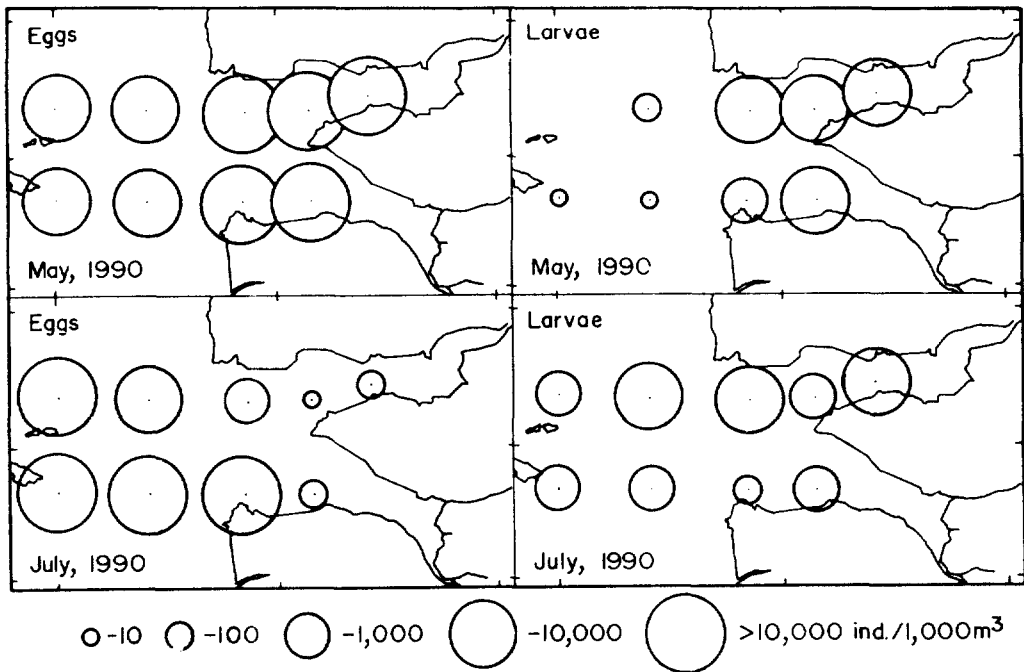 Eggs
Larvae
May, 1990
May, 1990
Eggs
Larvae
July, 1990
July, 1990
-10 -100 -1,000 -10,000 >10,000 ind./1,000m³